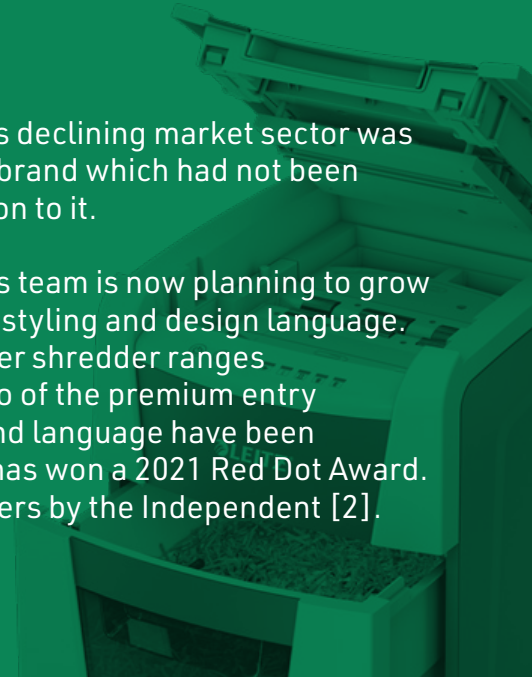 s declining market sector was
brand which had not been
on to it.
s team is now planning to grow
styling and design language.
er shredder ranges
o of the premium entry
nd language have been
LEITZ
has won a 2021 Red Dot Award.
ers by the Independent [2].